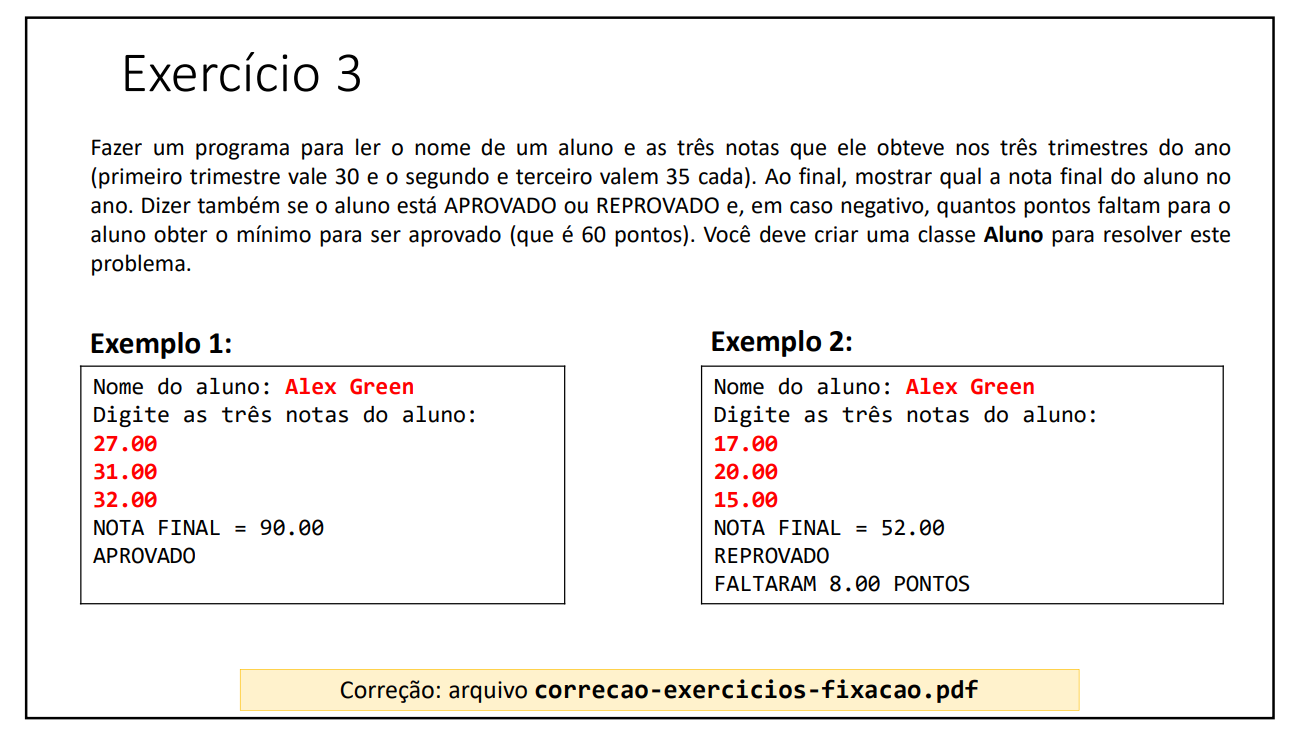 Exercício 3
Fazer um programa para ler o nome de um aluno e as três notas que ele obteve nos três trimestres do ano
(primeiro trimestre vale 30 e o segundo e terceiro valem 35 cada). Ao final, mostrar qual a nota final do aluno no
ano. Dizer também se o aluno está APROVADO ou REPROVADO e, em caso negativo, quantos pontos faltam para o
aluno obter o mínimo para ser aprovado (que é 60 pontos). Você deve criar uma classe Aluno para resolver este
problema.
Exemplo 1:
Nome do aluno: Alex Green
Digite as três notas do aluno:
27.00
31.00
32.00
NOTA FINAL = 90.00
APROVADO
Exemplo 2:
Nome do aluno: Alex Green
Digite as três notas do aluno:
17.00
20.00
15.00
NOTA FINAL = 52.00
REPROVADO
FALTARAM 8.00 PONTOS
Correção: arquivo correcao-exercicios-fixacao.pdf